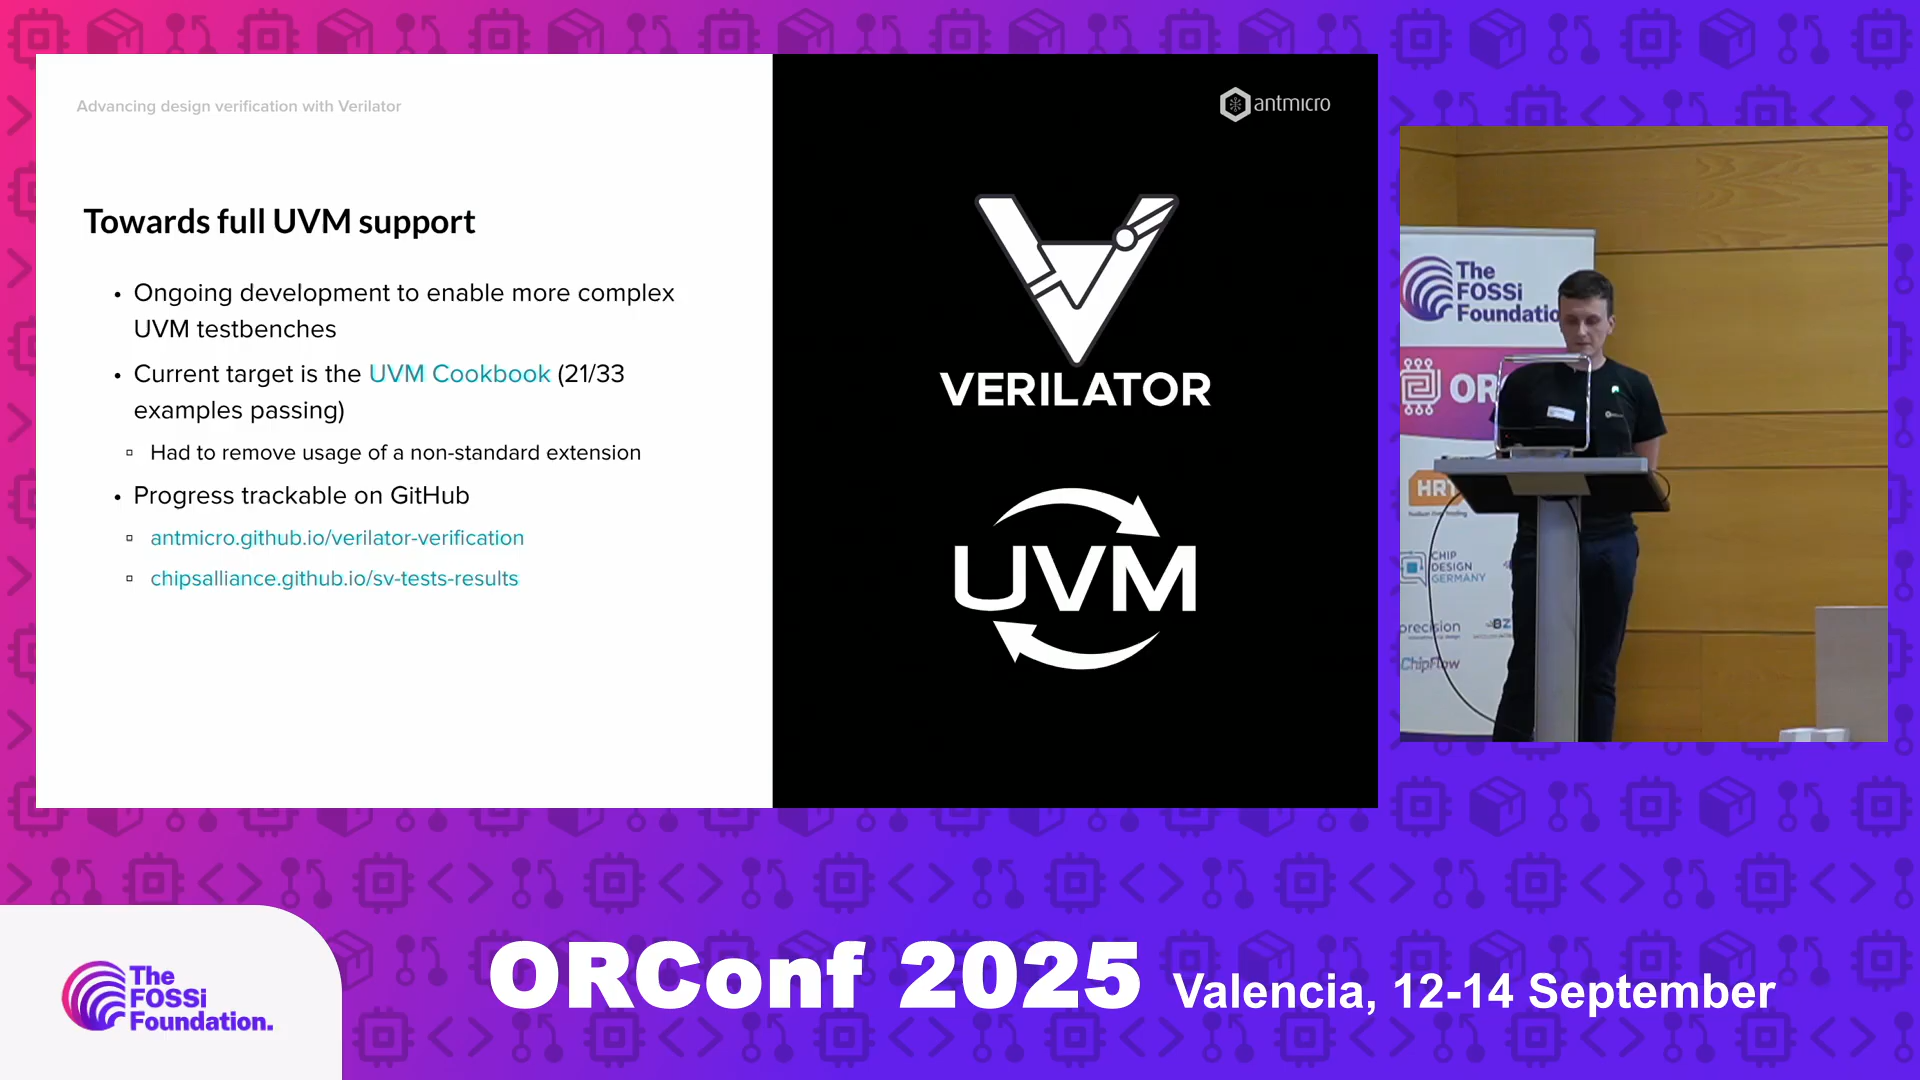 Advancing design verification with Verilator
antmicro
Towards full UVM support
• Ongoing development to enable more complex
UVM testbenches
• Current target is the UVM Cookbook (21/33
examples passing)
▫ Had to remove usage of a non-standard extension
• Progress trackable on GitHub
▫ antmicro.github.io/verilator-verification
▫ chipsalliance.github.io/sv-tests-results
VERILATOR
UVM
The
FOSSi
Foundatio
OR
HRT
CHIP
DESIGN
GERMANY
precision
ChipFlow
The
FOSSi
Foundation.
ORConf 2025 Valencia, 12-14 September